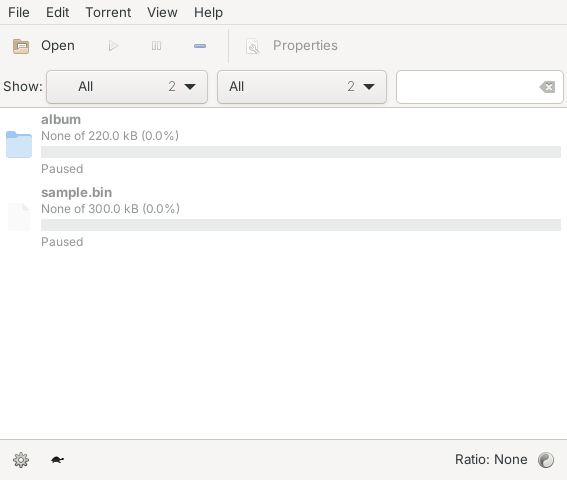 File Edit Torrent View Help
Open Properties
Show: All 2 All 2
album
None of 220.0 kB (0.0%)
Paused
sample.bin
None of 300.0 kB (0.0%)
Paused
Ratio: None